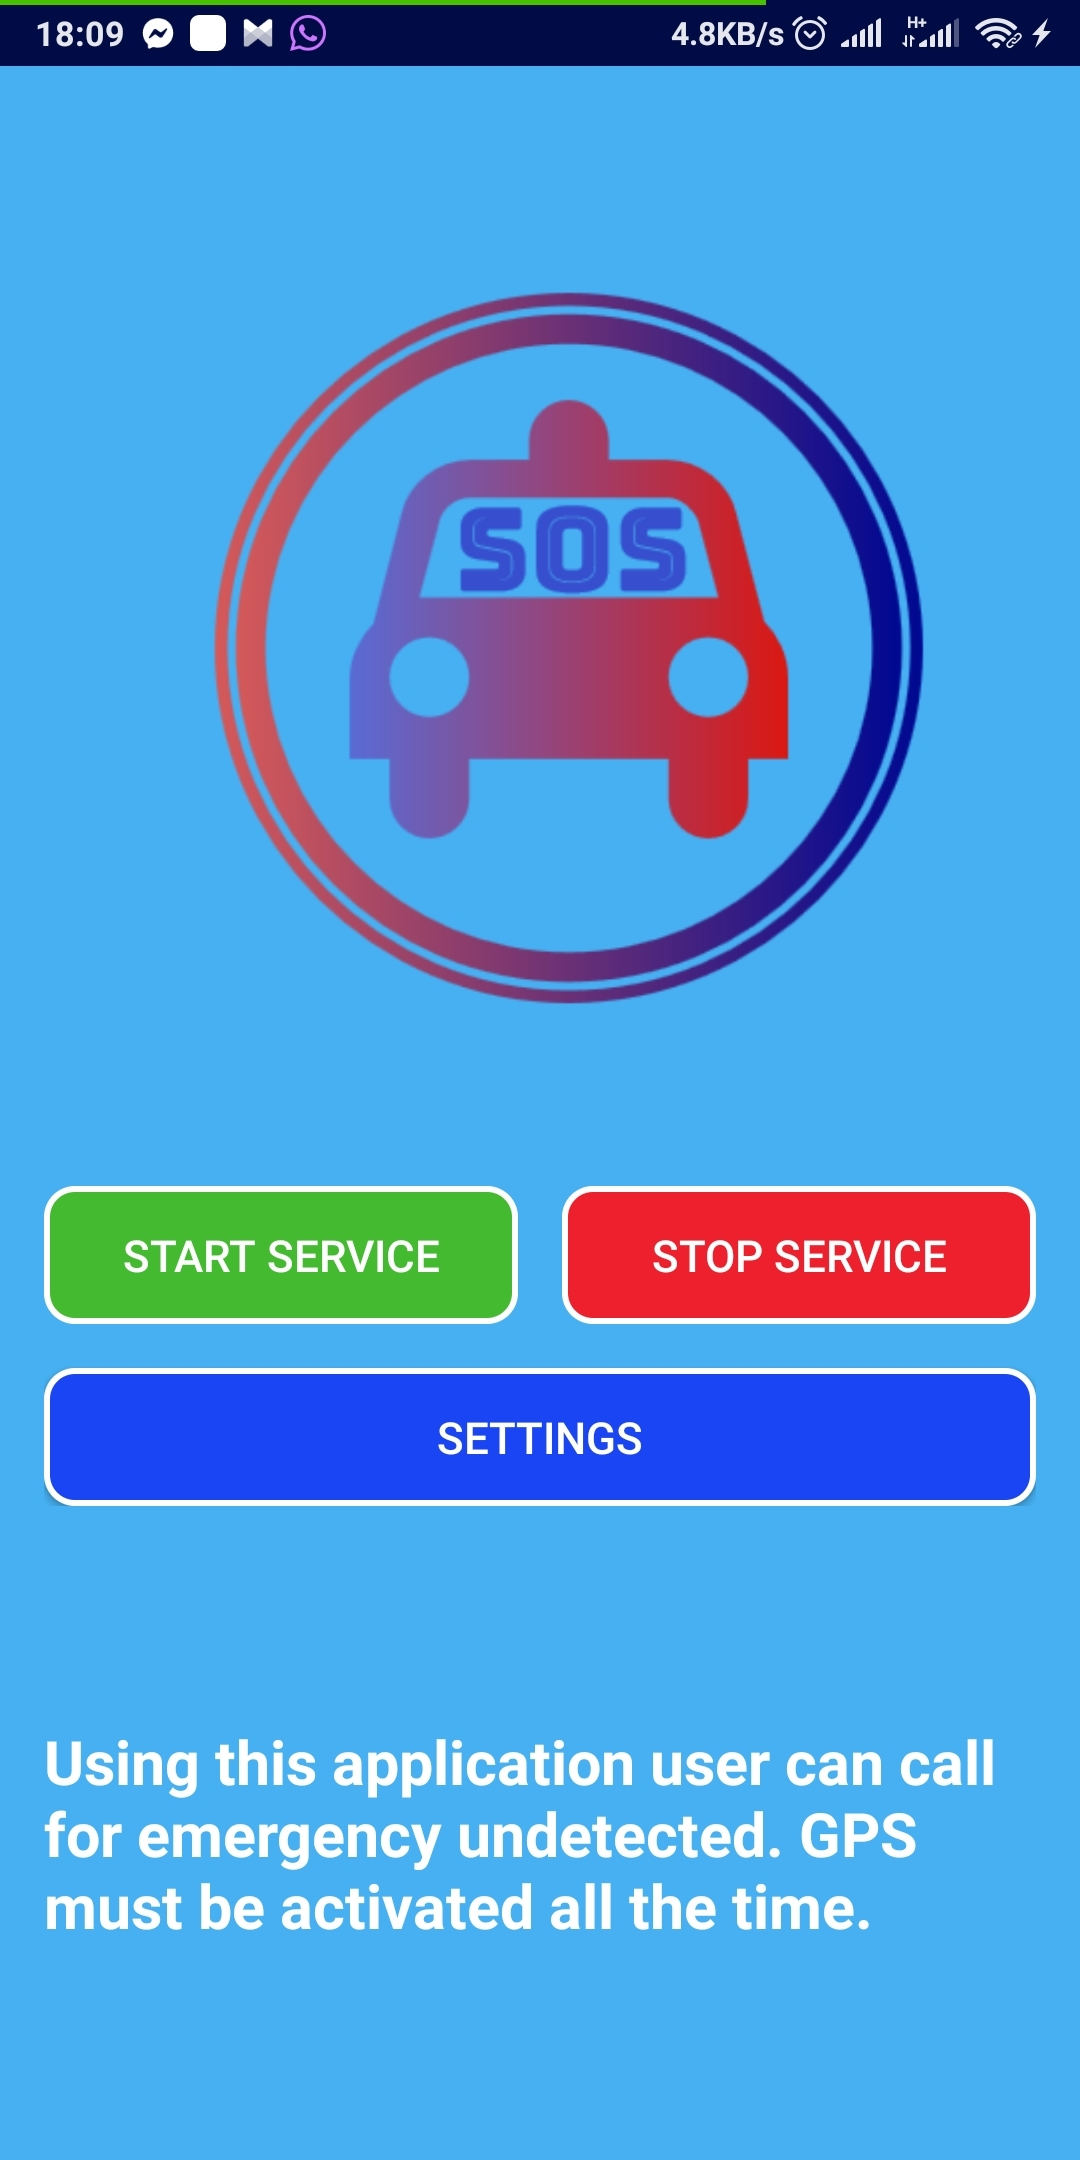 18:09 4.8KB/s H+
SOS
START SERVICE STOP SERVICE
SETTINGS
Using this application user can call
for emergency undetected. GPS
must be activated all the time.